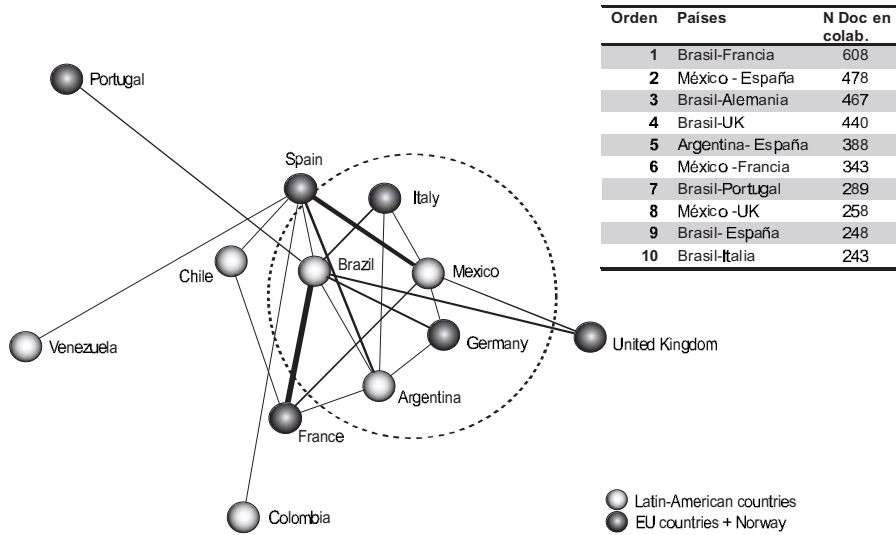 Orden Países N Doc en
colab.
1 Brasil-Francia 608
2 México - España 478
3 Brasil-Alemania 467
4 Brasil-UK 440
5 Argentina- España 388
6 México -Francia 343
7 Brasil-Portugal 289
8 México -UK 258
9 Brasil- España 248
10 Brasil-Italia 243
Portugal
Spain
Italy
Chile
Brazil
Mexico
Venezuela
Germany
United Kingdom
Argentina
France
Colombia
Latin-American countries
EU countries + Norway